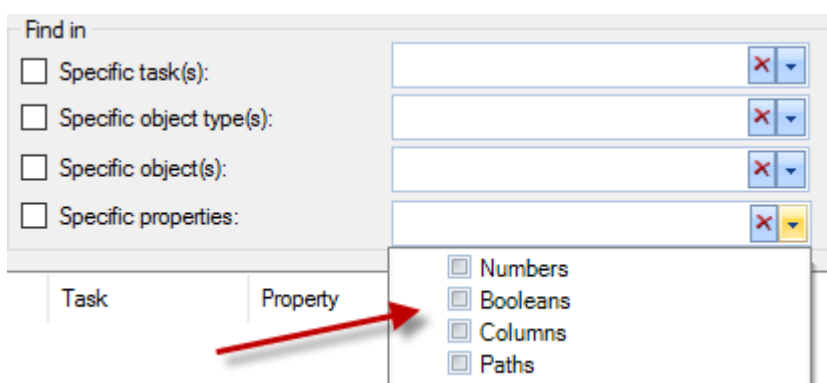 Find in
Specific task(s):
Specific object type(s):
Specific object(s):
Specific properties:
Numbers
Task Property Booleans
Columns
Paths